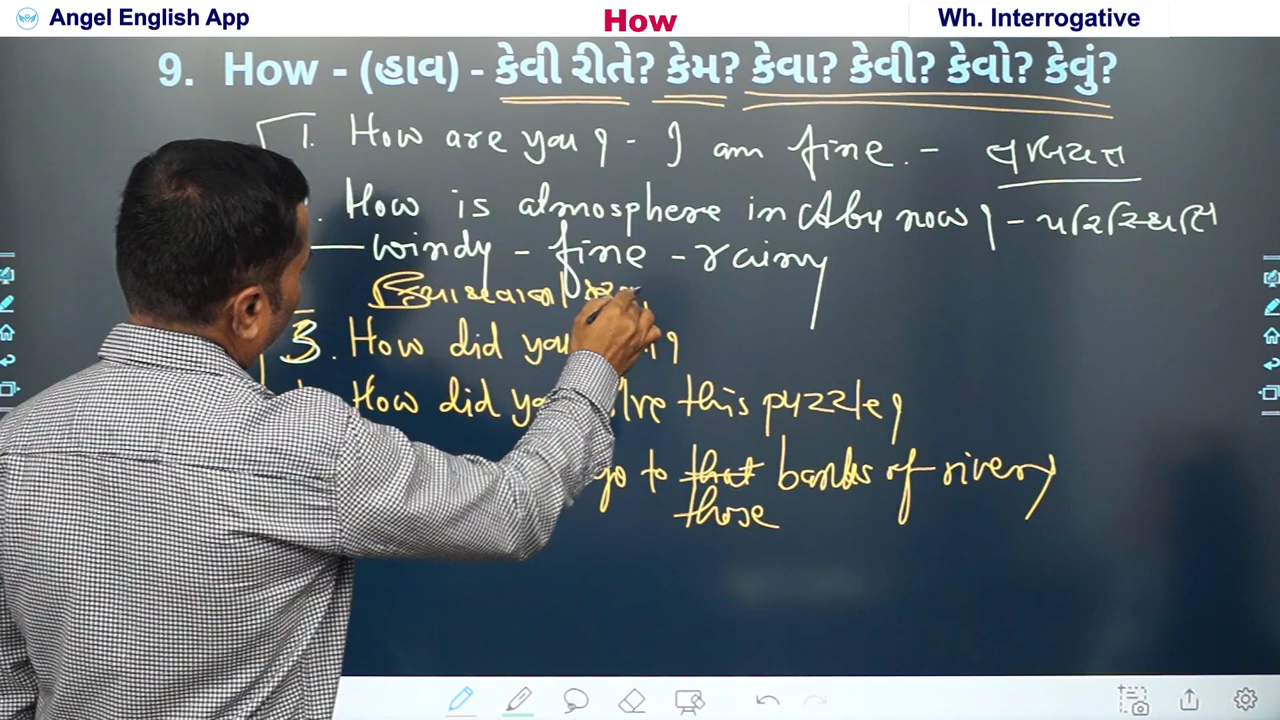 Angel English App
How
Wh. Interrogative
9. How - (હાવ) - કેવી રીતે? કેમ? કેવા? કેવી? કેવો? કેવું?
1. How are you? - I am fine. - તબિયત
How is atmosphere in Abu now? - પરિસ્થિતિ
windy - fine - rainy
3. How did you
How did you solve this puzzle?
go to that banks of river?
those